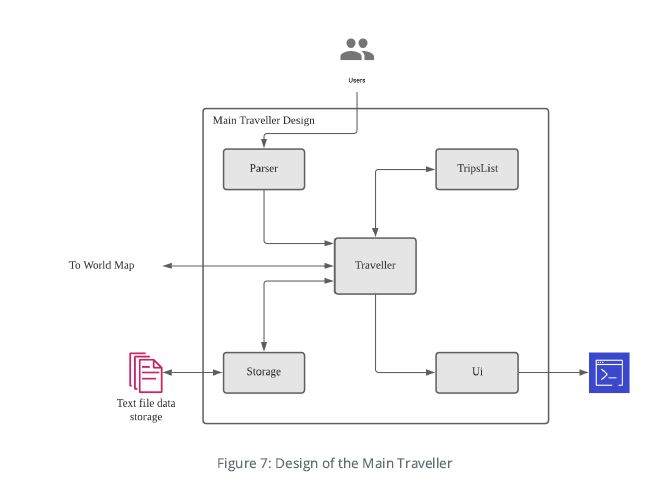 Users
Main Traveller Design
Parser
TripsList
To World Map
Traveller
Storage
Ui
Text file data
storage
Figure 7: Design of the Main Traveller